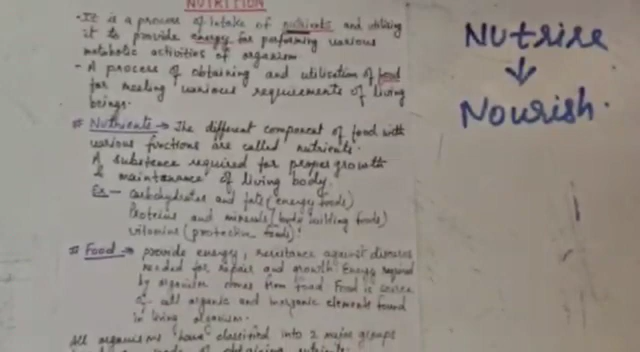 NUTRITION
- It is a process of intake of nutrients and utilizing
it to provide energy for performing various
metabolic activities of organism.
- A process of obtaining and utilisation of food
for meeting various requirements of living
beings.
# Nutrients → The different component of food with
various functions are called nutrients.
A substance required for proper growth
& maintenance of living body.
Ex - Carbohydrates and fats (energy foods)
Proteins and minerals (body building foods)
vitamins (protective foods).
# Food → provide energy, resistance against diseases
needed for repair and growth. Energy required
by organism comes from food. Food is source
of all organic and inorganic elements found
in living organism.
All organisms have classified into 2 major groups
mode of obtaining nutrients
Nutrire
↓
Nourish.